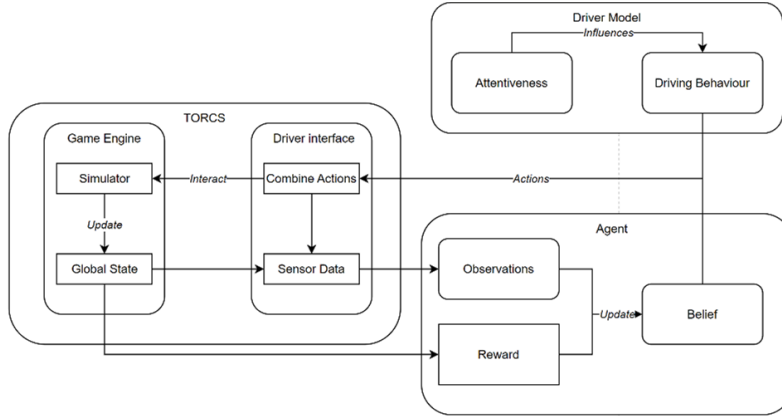 Driver Model
Influences
Attentiveness
Driving Behaviour
TORCS
Game Engine
Driver interface
Simulator
Interact
Combine Actions
Actions
Update
Agent
Global State
Sensor Data
Observations
Update
Belief
Reward